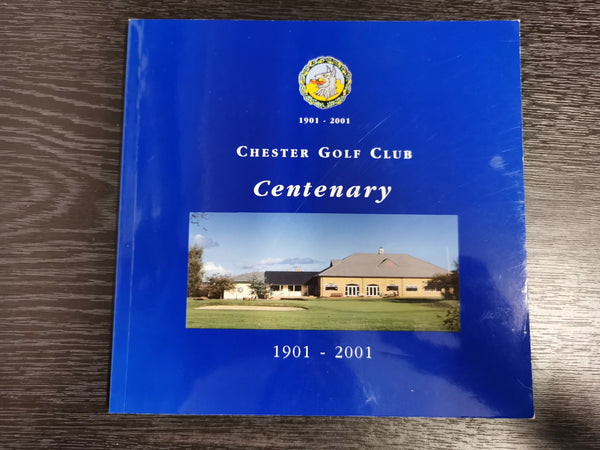 1901 - 2001
CHESTER GOLF CLUB
Centenary
1901 - 2001